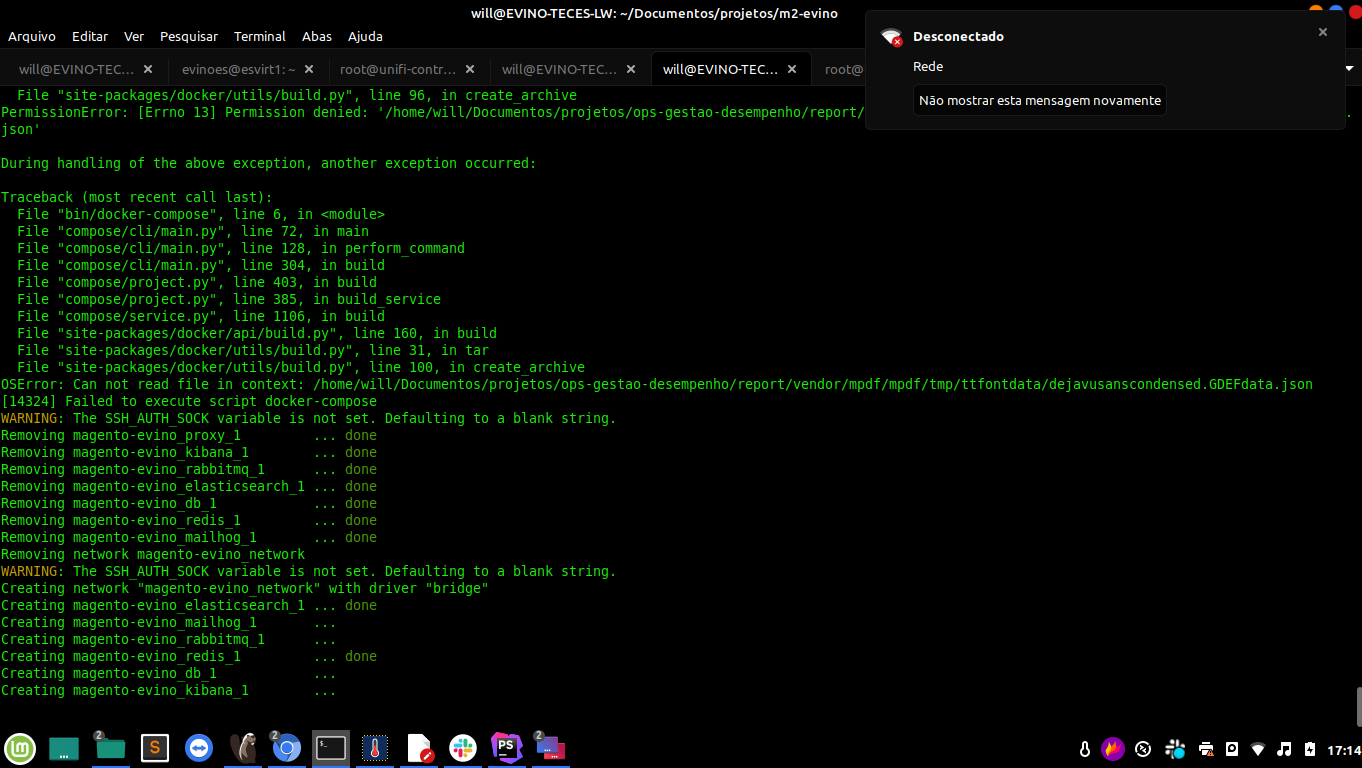 will@EVINO-TECES-LW: ~/Documentos/projetos/m2-evino
Arquivo Editar Ver Pesquisar Terminal Abas Ajuda
will@EVINO-TEC… evinoes@esvirt1: ~ root@unifi-contr… will@EVINO-TEC… will@EVINO-TEC… root@
Desconectado
Rede
Não mostrar esta mensagem novamente
  File "site-packages/docker/utils/build.py", line 96, in create_archive
PermissionError: [Errno 13] Permission denied: '/home/will/Documentos/projetos/ops-gestao-desempenho/report/
json'
During handling of the above exception, another exception occurred:
Traceback (most recent call last):
  File "bin/docker-compose", line 6, in <module>
  File "compose/cli/main.py", line 72, in main
  File "compose/cli/main.py", line 128, in perform_command
  File "compose/cli/main.py", line 304, in build
  File "compose/project.py", line 403, in build
  File "compose/project.py", line 385, in build_service
  File "compose/service.py", line 1106, in build
  File "site-packages/docker/api/build.py", line 160, in build
  File "site-packages/docker/utils/build.py", line 31, in tar
  File "site-packages/docker/utils/build.py", line 100, in create_archive
OSError: Can not read file in context: /home/will/Documentos/projetos/ops-gestao-desempenho/report/vendor/mpdf/mpdf/tmp/ttfontdata/dejavusanscondensed.GDEFdata.json
[14324] Failed to execute script docker-compose
WARNING: The SSH_AUTH_SOCK variable is not set. Defaulting to a blank string.
Removing magento-evino_proxy_1         ... done
Removing magento-evino_kibana_1        ... done
Removing magento-evino_rabbitmq_1      ... done
Removing magento-evino_elasticsearch_1 ... done
Removing magento-evino_db_1            ... done
Removing magento-evino_redis_1         ... done
Removing magento-evino_mailhog_1       ... done
Removing network magento-evino_network
WARNING: The SSH_AUTH_SOCK variable is not set. Defaulting to a blank string.
Creating network "magento-evino_network" with driver "bridge"
Creating magento-evino_elasticsearch_1 ... done
Creating magento-evino_mailhog_1       ...
Creating magento-evino_rabbitmq_1      ...
Creating magento-evino_redis_1         ... done
Creating magento-evino_db_1            ...
Creating magento-evino_kibana_1        ...
2 S 2 $_ PS 2 17:14